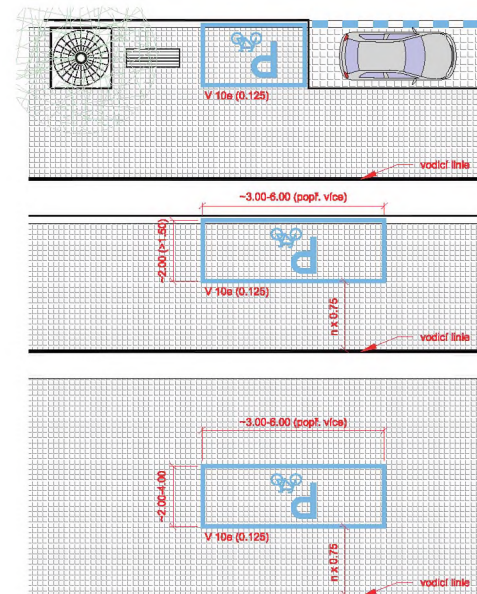 P
V 10e (0.125)
vodicí linie
~3.00-6.00 (popř. více)
~2.00 (>1.50)
P
V 10e (0.125)
n x 0.75
vodicí linie
~3.00-6.00 (popř. více)
~2.00-4.00
P
V 10e (0.125)
n x 0.75
vodicí linie